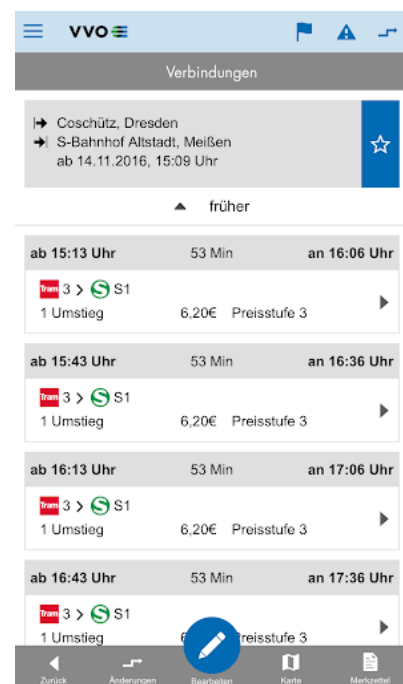 VVO
Verbindungen
Coschütz, Dresden
S-Bahnhof Altstadt, Meißen
ab 14.11.2016, 15:09 Uhr
früher
ab 15:13 Uhr 53 Min an 16:06 Uhr
Tram 3 > S S1
1 Umstieg 6,20€ Preisstufe 3
ab 15:43 Uhr 53 Min an 16:36 Uhr
Tram 3 > S S1
1 Umstieg 6,20€ Preisstufe 3
ab 16:13 Uhr 53 Min an 17:06 Uhr
Tram 3 > S S1
1 Umstieg 6,20€ Preisstufe 3
ab 16:43 Uhr 53 Min an 17:36 Uhr
Tram 3 > S S1
1 Umstieg reisstufe 3
Zurück Änderungen Bearbeiten Karte Merkzettel